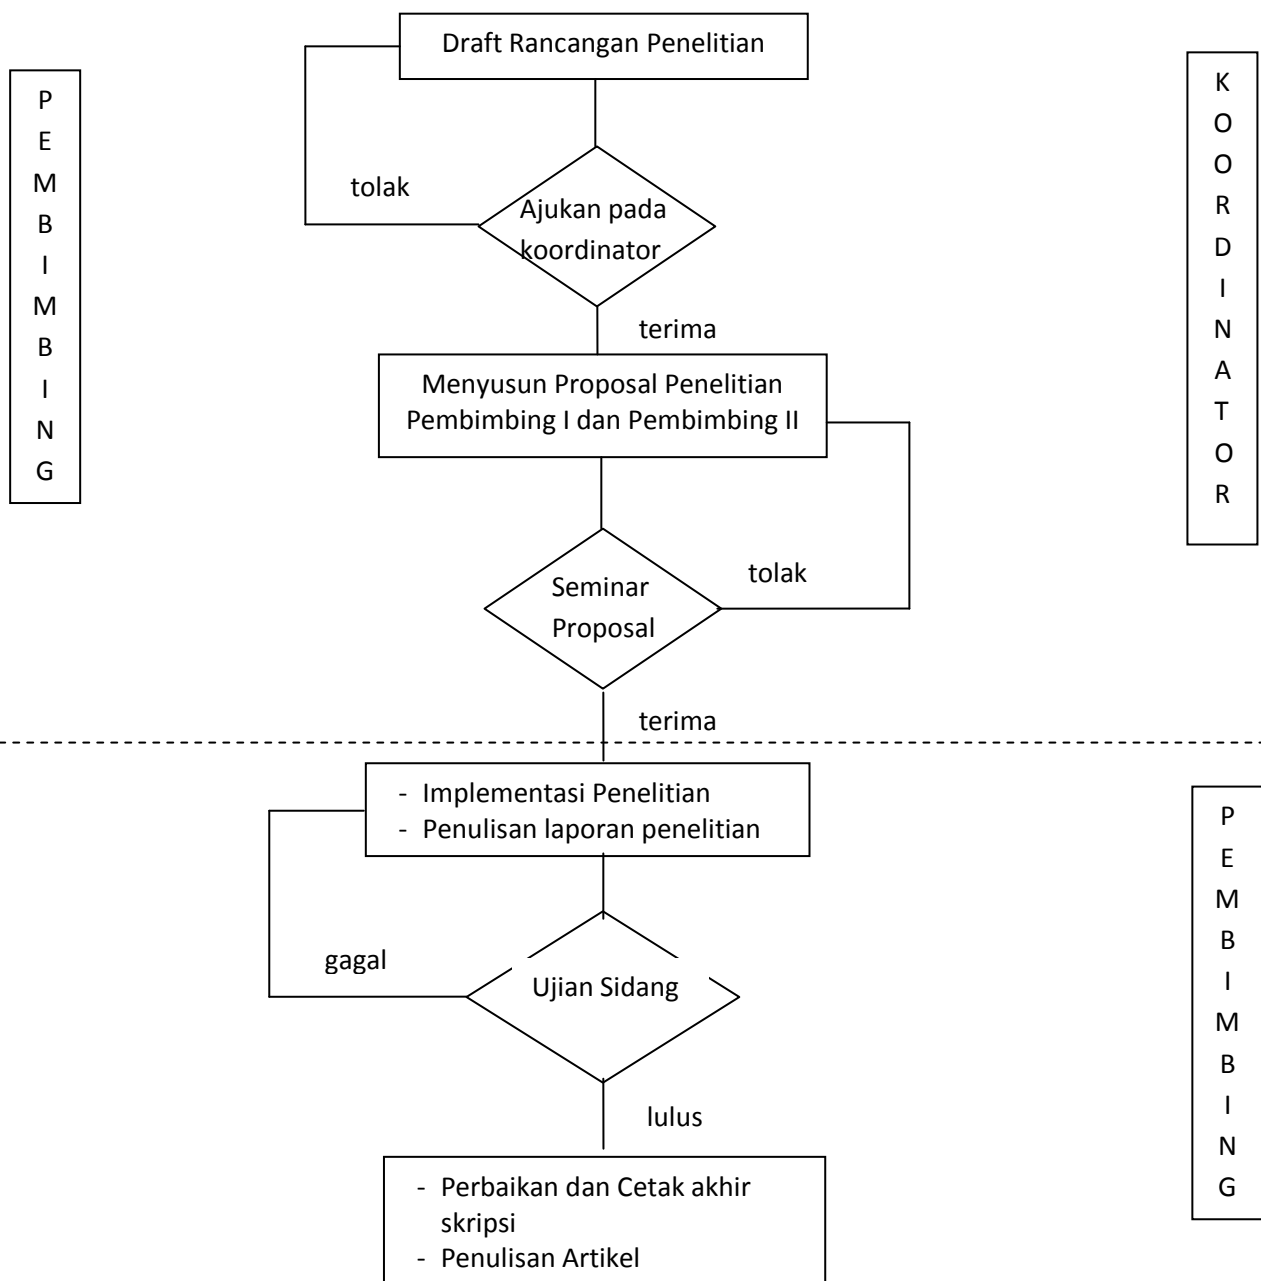 Draft Rancangan Penelitian
P
E
M
B
I
M
B
I
N
G
K
O
O
R
D
I
N
A
T
O
R
tolak
Ajukan pada
koordinator
terima
Menyusun Proposal Penelitian
Pembimbing I dan Pembimbing II
Seminar
Proposal
tolak
terima
- Implementasi Penelitian
- Penulisan laporan penelitian
P
E
M
B
I
M
B
I
N
G
gagal
Ujian Sidang
lulus
- Perbaikan dan Cetak akhir
skripsi
- Penulisan Artikel